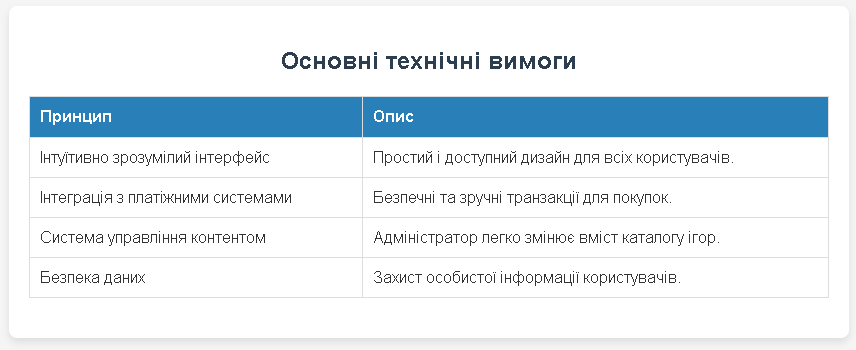 Основні технічні вимоги
Принцип Опис
Інтуїтивно зрозумілий інтерфейс Простий і доступний дизайн для всіх користувачів.
Інтеграція з платіжними системами Безпечні та зручні транзакції для покупок.
Система управління контентом Адміністратор легко змінює вміст каталогу ігор.
Безпека даних Захист особистої інформації користувачів.